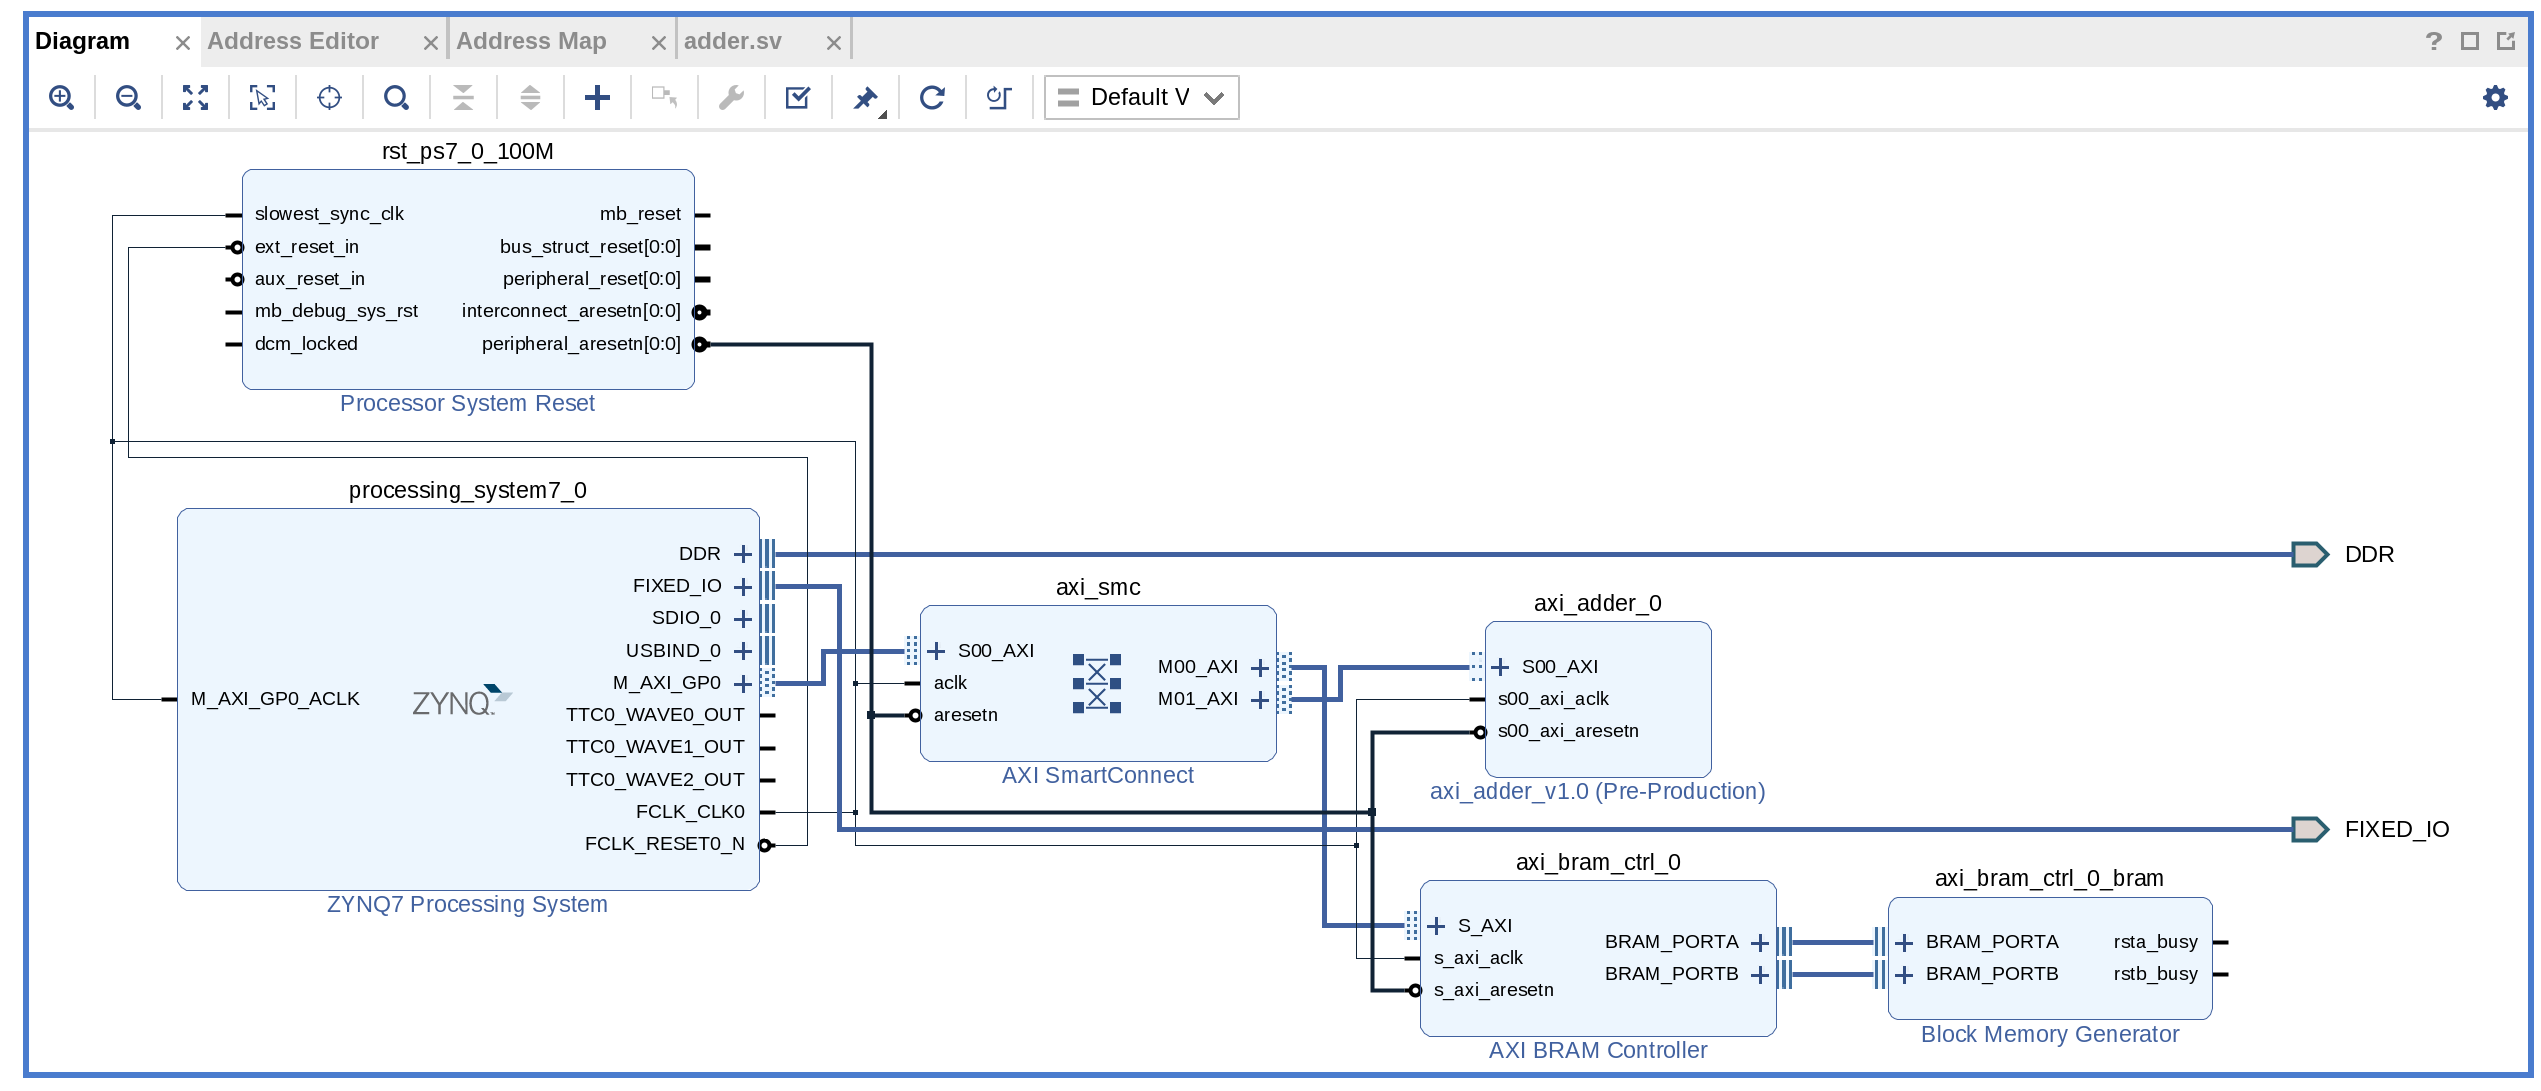 Diagram
Address Editor
Address Map
adder.sv
?
Default V
rst_ps7_0_100M
slowest_sync_clk
ext_reset_in
aux_reset_in
mb_debug_sys_rst
dcm_locked
mb_reset
bus_struct_reset[0:0]
peripheral_reset[0:0]
interconnect_aresetn[0:0]
peripheral_aresetn[0:0]
Processor System Reset
processing_system7_0
M_AXI_GP0_ACLK
ZYNQ
DDR
FIXED_IO
SDIO_0
USBIND_0
M_AXI_GP0
TTC0_WAVE0_OUT
TTC0_WAVE1_OUT
TTC0_WAVE2_OUT
FCLK_CLK0
FCLK_RESET0_N
ZYNQ7 Processing System
axi_smc
S00_AXI
aclk
aresetn
M00_AXI
M01_AXI
AXI SmartConnect
axi_adder_0
S00_AXI
s00_axi_aclk
s00_axi_aresetn
axi_adder_v1.0 (Pre-Production)
DDR
FIXED_IO
axi_bram_ctrl_0
S_AXI
s_axi_aclk
s_axi_aresetn
BRAM_PORTA
BRAM_PORTB
AXI BRAM Controller
axi_bram_ctrl_0_bram
BRAM_PORTA
BRAM_PORTB
rsta_busy
rstb_busy
Block Memory Generator